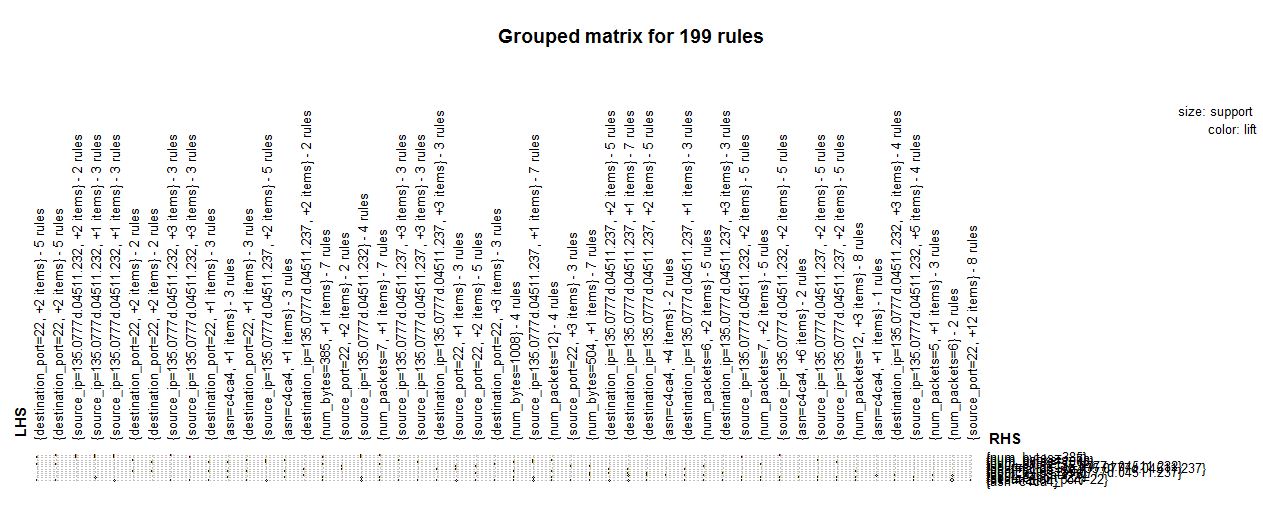 Grouped matrix for 199 rules
size: support
color: lift
{destination_port=22, +2 items} - 5 rules
{destination_port=22, +2 items} - 5 rules
{source_ip=135.0777d.04511.232, +2 items} - 2 rules
{source_ip=135.0777d.04511.232, +1 items} - 3 rules
{source_ip=135.0777d.04511.232, +1 items} - 3 rules
{destination_port=22, +2 items} - 2 rules
{destination_port=22, +2 items} - 2 rules
{source_ip=135.0777d.04511.232, +3 items} - 3 rules
{source_ip=135.0777d.04511.232, +3 items} - 3 rules
{destination_port=22, +1 items} - 3 rules
{asn=c4ca4, +1 items} - 3 rules
{destination_port=22, +1 items} - 3 rules
{source_ip=135.0777d.04511.237, +2 items} - 5 rules
{asn=c4ca4, +1 items} - 3 rules
{destination_ip=135.0777d.04511.237, +2 items} - 2 rules
{num_bytes=385, +1 items} - 7 rules
{source_port=22, +2 items} - 2 rules
{source_ip=135.0777d.04511.232} - 4 rules
{num_packets=7, +1 items} - 7 rules
{source_ip=135.0777d.04511.237, +3 items} - 3 rules
{source_ip=135.0777d.04511.237, +3 items} - 3 rules
{destination_ip=135.0777d.04511.237, +3 items} - 3 rules
{source_port=22, +1 items} - 3 rules
{source_port=22, +2 items} - 5 rules
{destination_port=22, +3 items} - 3 rules
{num_bytes=1008} - 4 rules
{source_ip=135.0777d.04511.237, +1 items} - 7 rules
{num_packets=12} - 4 rules
{source_port=22, +3 items} - 3 rules
{num_bytes=504, +1 items} - 7 rules
{destination_ip=135.0777d.04511.237, +2 items} - 5 rules
{destination_ip=135.0777d.04511.237, +1 items} - 7 rules
{destination_ip=135.0777d.04511.237, +2 items} - 5 rules
{asn=c4ca4, +4 items} - 2 rules
{destination_ip=135.0777d.04511.237, +1 items} - 3 rules
{num_packets=6, +2 items} - 5 rules
{destination_ip=135.0777d.04511.237, +3 items} - 3 rules
{source_ip=135.0777d.04511.232, +2 items} - 5 rules
{num_packets=7, +2 items} - 5 rules
{source_ip=135.0777d.04511.232, +2 items} - 5 rules
{asn=c4ca4, +6 items} - 2 rules
{source_ip=135.0777d.04511.237, +2 items} - 5 rules
{source_ip=135.0777d.04511.237, +2 items} - 5 rules
{num_packets=12, +3 items} - 8 rules
{asn=c4ca4, +1 items} - 1 rules
{destination_ip=135.0777d.04511.232, +3 items} - 4 rules
{source_ip=135.0777d.04511.232, +5 items} - 4 rules
{num_packets=5, +1 items} - 3 rules
{num_packets=6} - 2 rules
{source_port=22, +12 items} - 8 rules
LHS
RHS